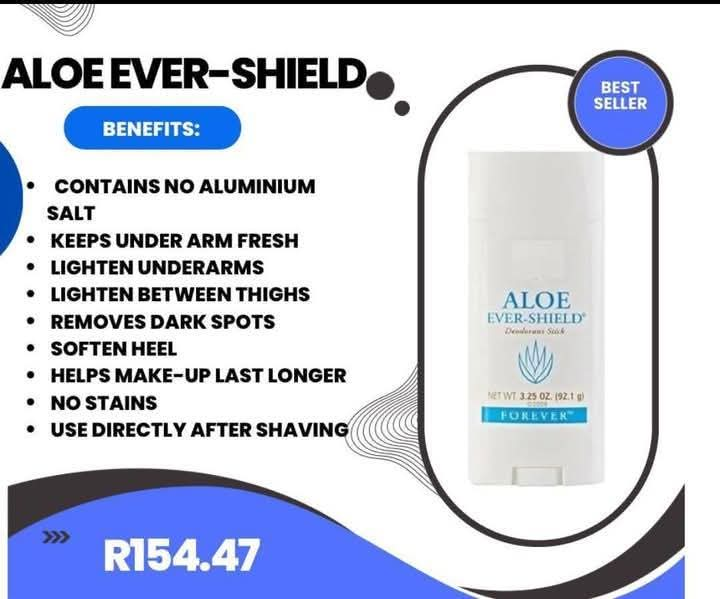 ALOE EVER-SHIELD
BENEFITS:
BEST
SELLER
• CONTAINS NO ALUMINIUM
SALT
• KEEPS UNDER ARM FRESH
• LIGHTEN UNDERARMS
• LIGHTEN BETWEEN THIGHS
• REMOVES DARK SPOTS
• SOFTEN HEEL
• HELPS MAKE-UP LAST LONGER
• NO STAINS
• USE DIRECTLY AFTER SHAVING
ALOE
EVER-SHIELD®
Deodorant Stick
NET WT. 3.25 OZ. (92.1 g)
FOREVER™
R154.47